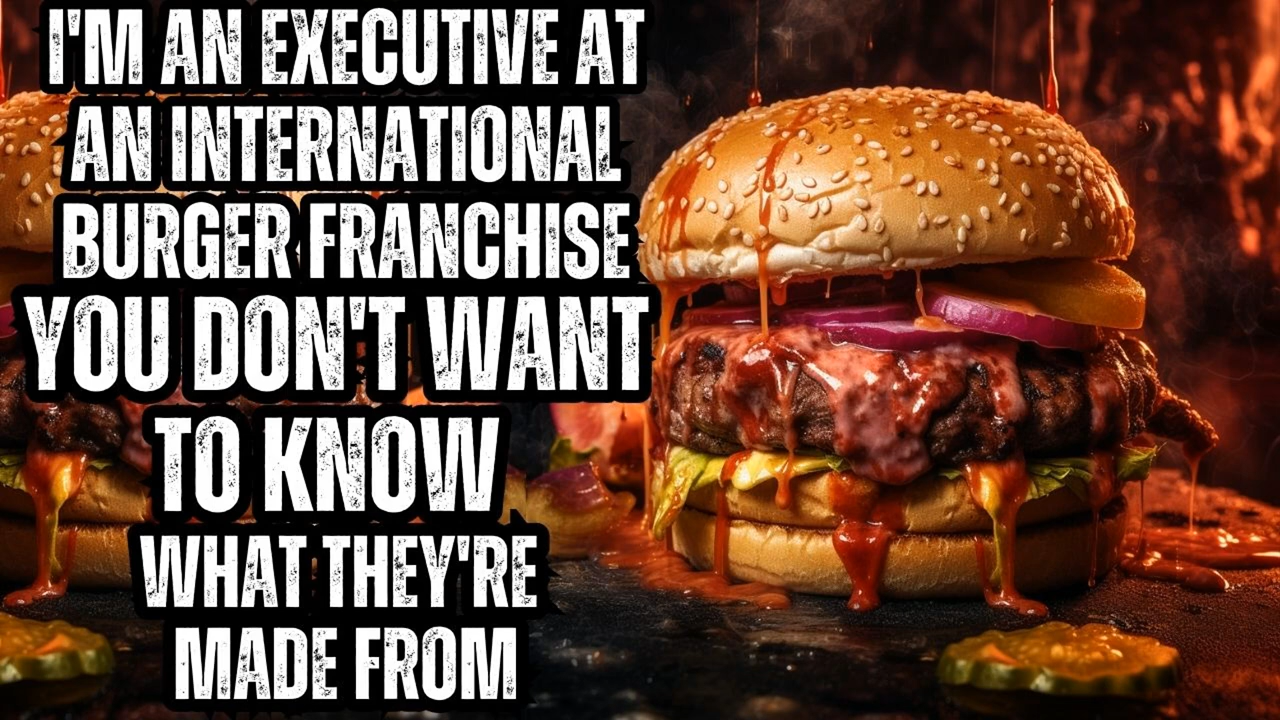 I'M AN EXECUTIVE AT
AN INTERNATIONAL
BURGER FRANCHISE
YOU DON'T WANT
TO KNOW
WHAT THEY'RE
MADE FROM